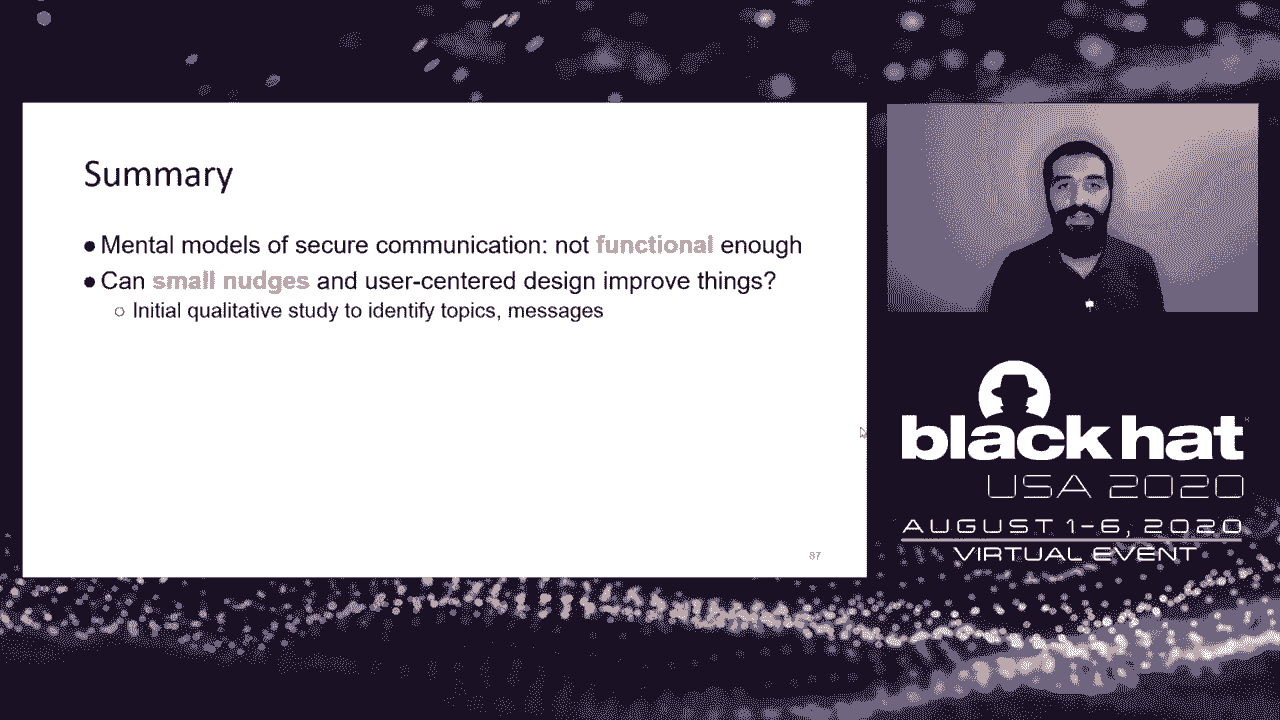 Summary
● Mental models of secure communication: not functional enough
● Can small nudges and user-centered design improve things?
○ Initial qualitative study to identify topics, messages
87
black hat
USA 2020
AUGUST 1-6, 2020
VIRTUAL EVENT